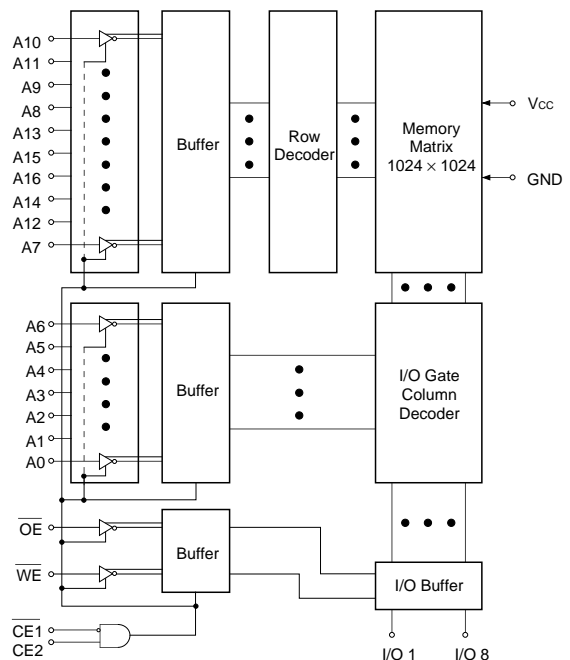 A10
A11
A9
A8
A13
A15
A16
A14
A12
A7
Buffer
Row
Decoder
Memory
Matrix
1024 × 1024
VCC
GND
A6
A5
A4
A3
A2
A1
A0
Buffer
I/O Gate
Column
Decoder
OE
WE
Buffer
I/O Buffer
CE1
CE2
I/O 1
I/O 8